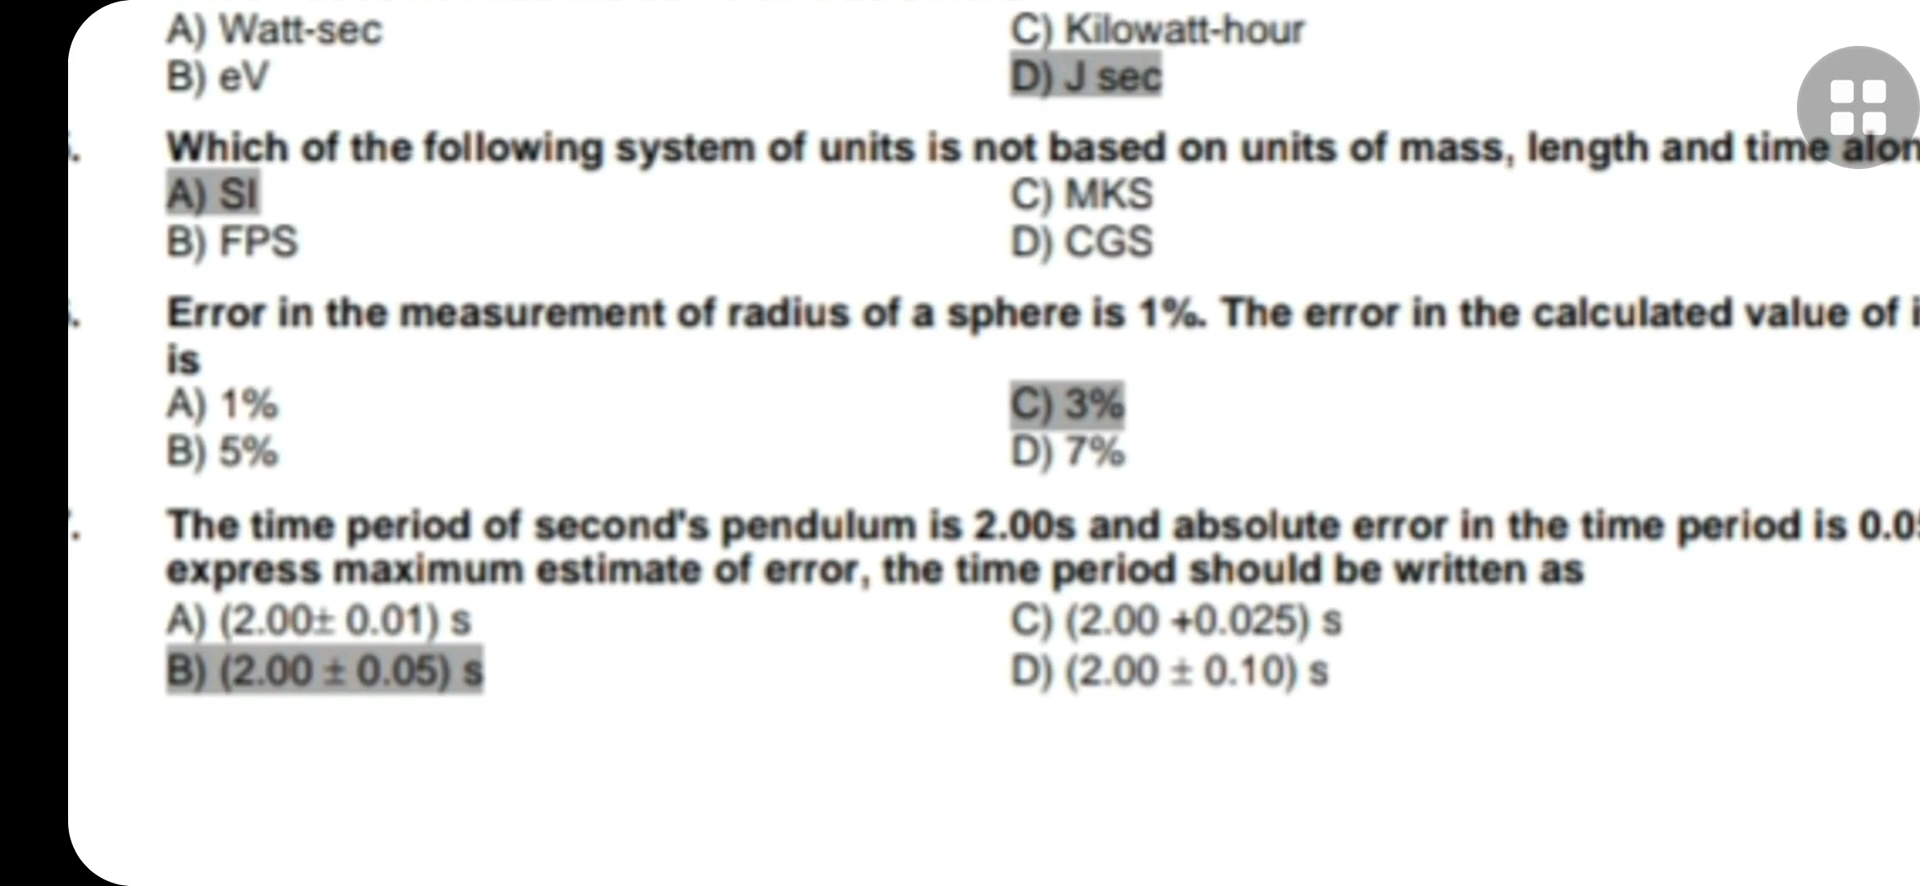 A) Watt-sec C) Kilowatt-hour
B) eV D) J sec
Which of the following system of units is not based on units of mass, length and time alon
A) SI C) MKS
B) FPS D) CGS
Error in the measurement of radius of a sphere is 1%. The error in the calculated value of i
is
A) 1% C) 3%
B) 5% D) 7%
The time period of second's pendulum is 2.00s and absolute error in the time period is 0.0
express maximum estimate of error, the time period should be written as
A) (2.00± 0.01) s C) (2.00 +0.025) s
B) (2.00 ± 0.05) s D) (2.00 ± 0.10) s